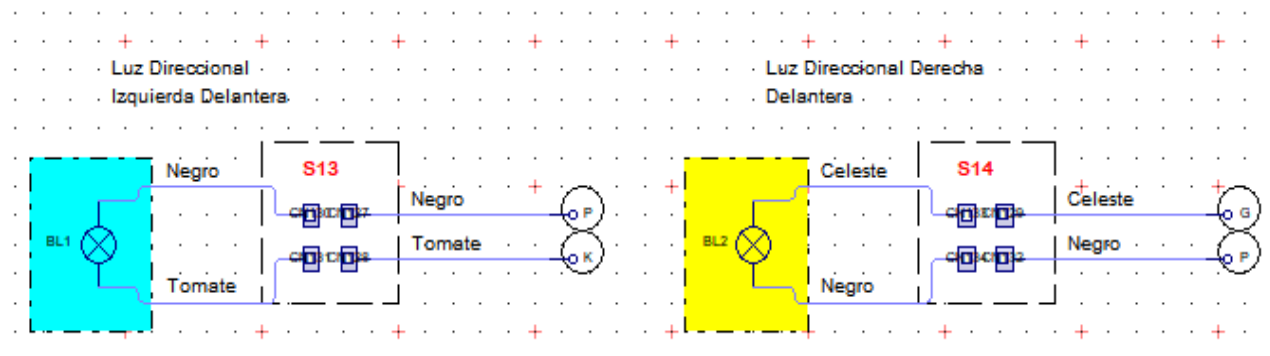 Luz Direccional
Izquierda Delantera
Luz Direccional Derecha
Delantera
Negro
S13
Negro
P
BL1
Tomate
K
Tomate
Celeste
S14
Celeste
G
BL2
Negro
P
Negro